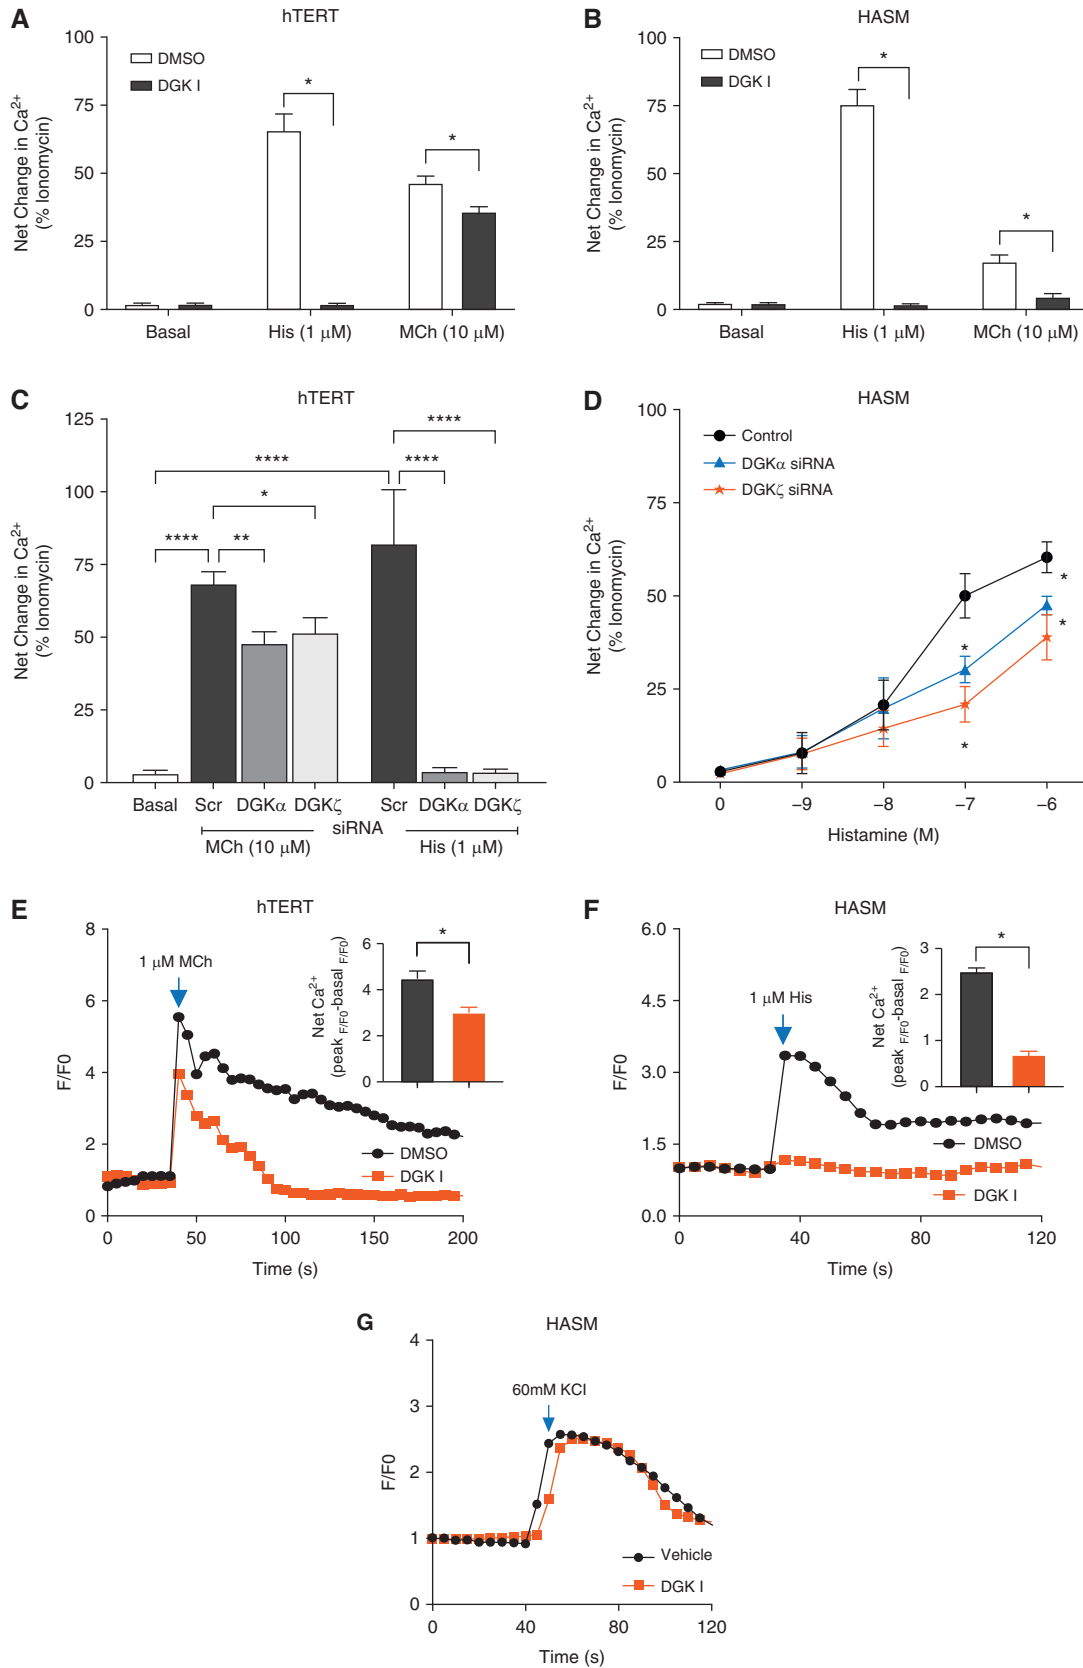 A
hTERT
DMSO
DGK I
Net Change in Ca2+
(% Ionomycin)
100
75
50
25
0
*
*
Basal
His (1 μM)
MCh (10 μM)
B
HASM
DMSO
DGK I
Net Change in Ca2+
(% Ionomycin)
100
75
50
25
0
*
*
Basal
His (1 μM)
MCh (10 μM)
C
hTERT
Net Change in Ca2+
(% Ionomycin)
125
100
75
50
25
0
****
****
****
*
****
**
Basal
Scr
DGKα
DGKζ
Scr
DGKα
DGKζ
siRNA
MCh (10 μM)
His (1 μM)
D
HASM
Control
DGKα siRNA
DGKζ siRNA
Net Change in Ca2+
(% Ionomycin)
100
75
50
25
0
*
*
*
*
0
−9
−8
−7
−6
Histamine (M)
E
hTERT
F/F0
8
6
4
2
0
1 μM MCh
Net Ca2+
(peak F/F0-basal F/F0)
6
4
2
0
*
DMSO
DGK I
0
50
100
150
200
Time (s)
F
HASM
F/F0
6.0
4.5
3.0
1.5
0.0
1 μM His
Net Ca2+
(peak F/F0-basal F/F0)
3
2
1
0
*
DMSO
DGK I
0
40
80
120
Time (s)
G
HASM
F/F0
4
3
2
1
0
60mM KCl
Vehicle
DGK I
0
40
80
120
Time (s)